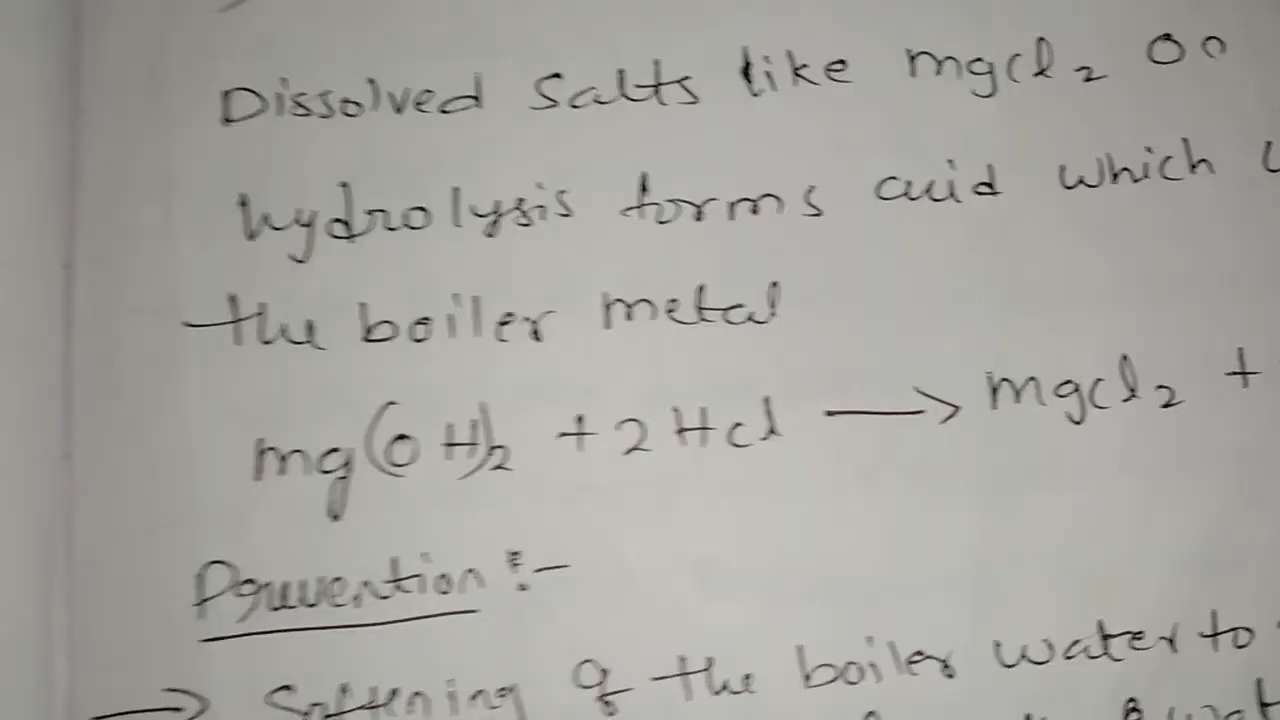 Dissolved Salts like mgcl2 on
hydrolysis forms acid which
the boiler metal
mg(OH)2 + 2Hcl → mgcl2 +
Prevention :-
→ Softening of the boiler water to